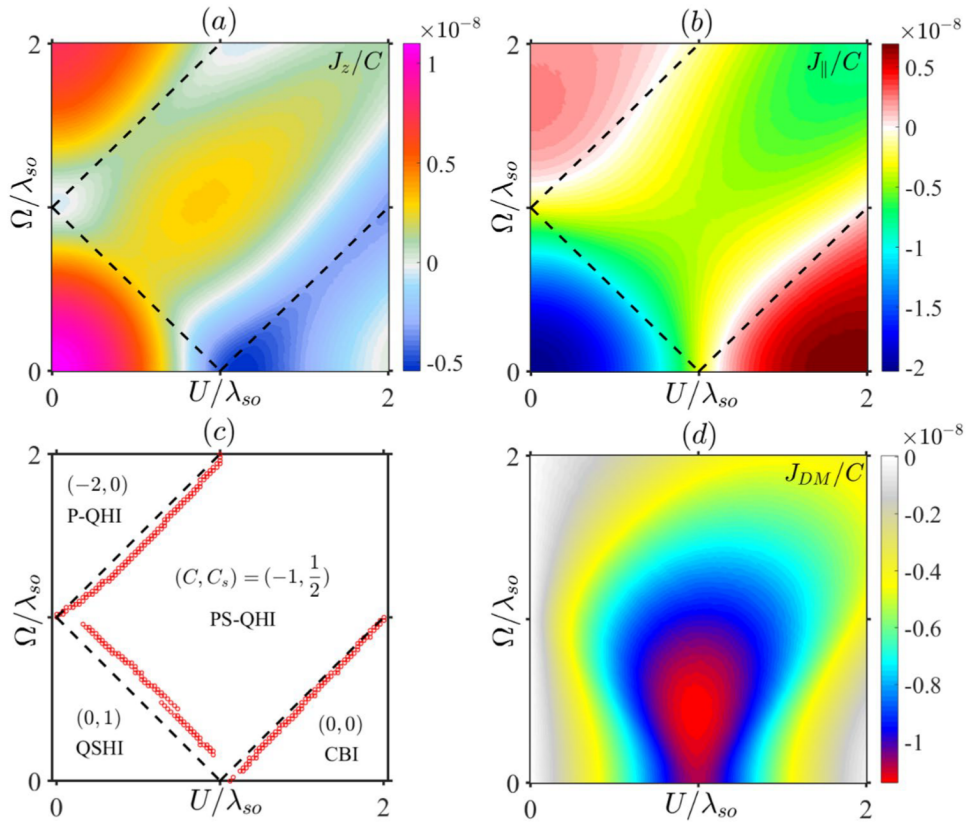 (a)
×10⁻⁸
2
J_z/C
1
0.5
0
-0.5
Ω/λ_so
0
0
U/λ_so
2
(b)
×10⁻⁸
2
J_∥/C
0.5
0
-0.5
-1
-1.5
-2
Ω/λ_so
0
0
U/λ_so
2
(c)
2
(−2, 0)
P-QHI
(C, C_s) = (−1, 1/2)
PS-QHI
Ω/λ_so
(0, 1)
QSHI
(0, 0)
CBI
0
0
U/λ_so
2
(d)
×10⁻⁸
2
J_DM/C
0
-0.2
-0.4
-0.6
-0.8
-1
Ω/λ_so
0
0
U/λ_so
2